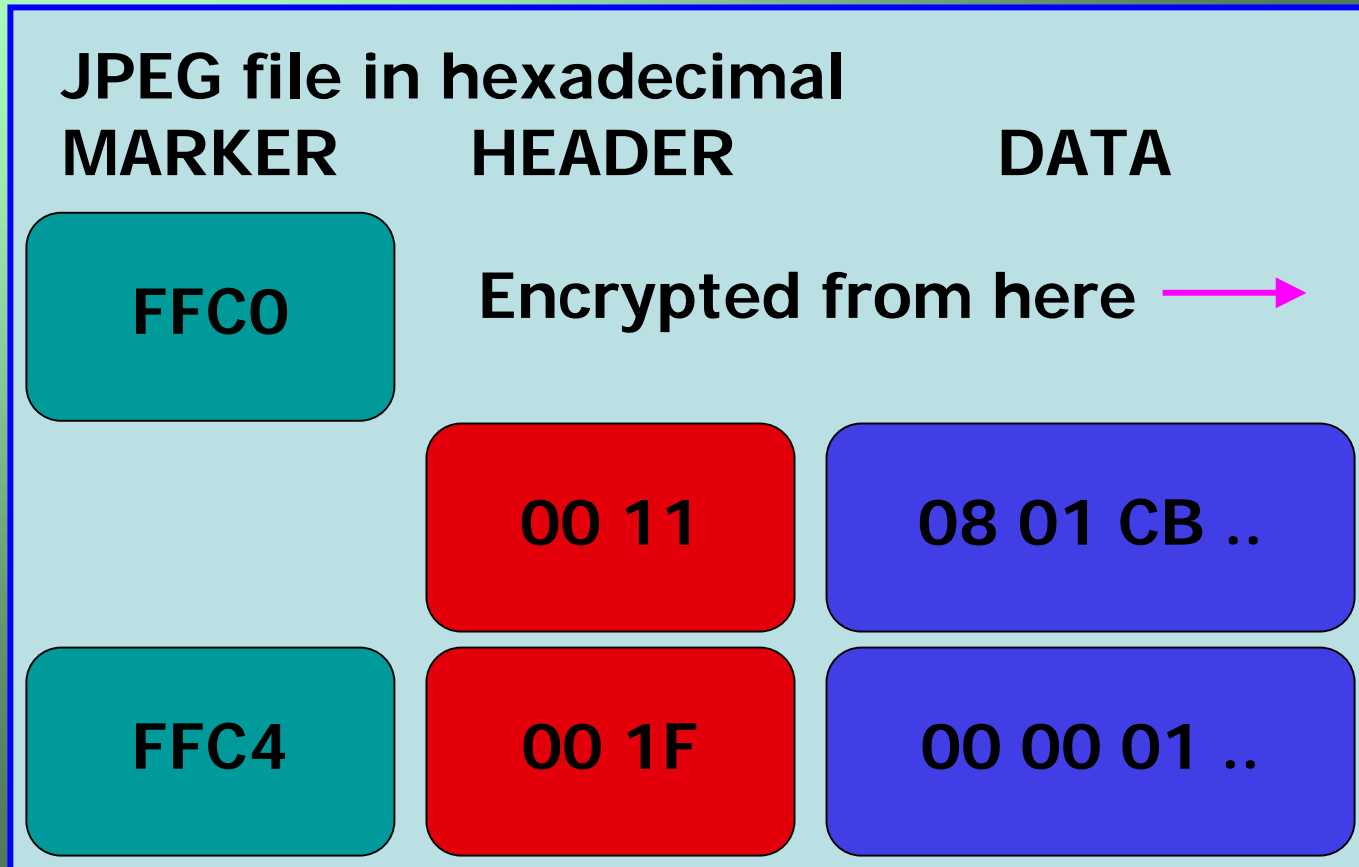 JPEG file in hexadecimal
MARKER HEADER DATA
FFC0 Encrypted from here
00 11 08 01 CB ..
FFC4 00 1F 00 00 01 ..